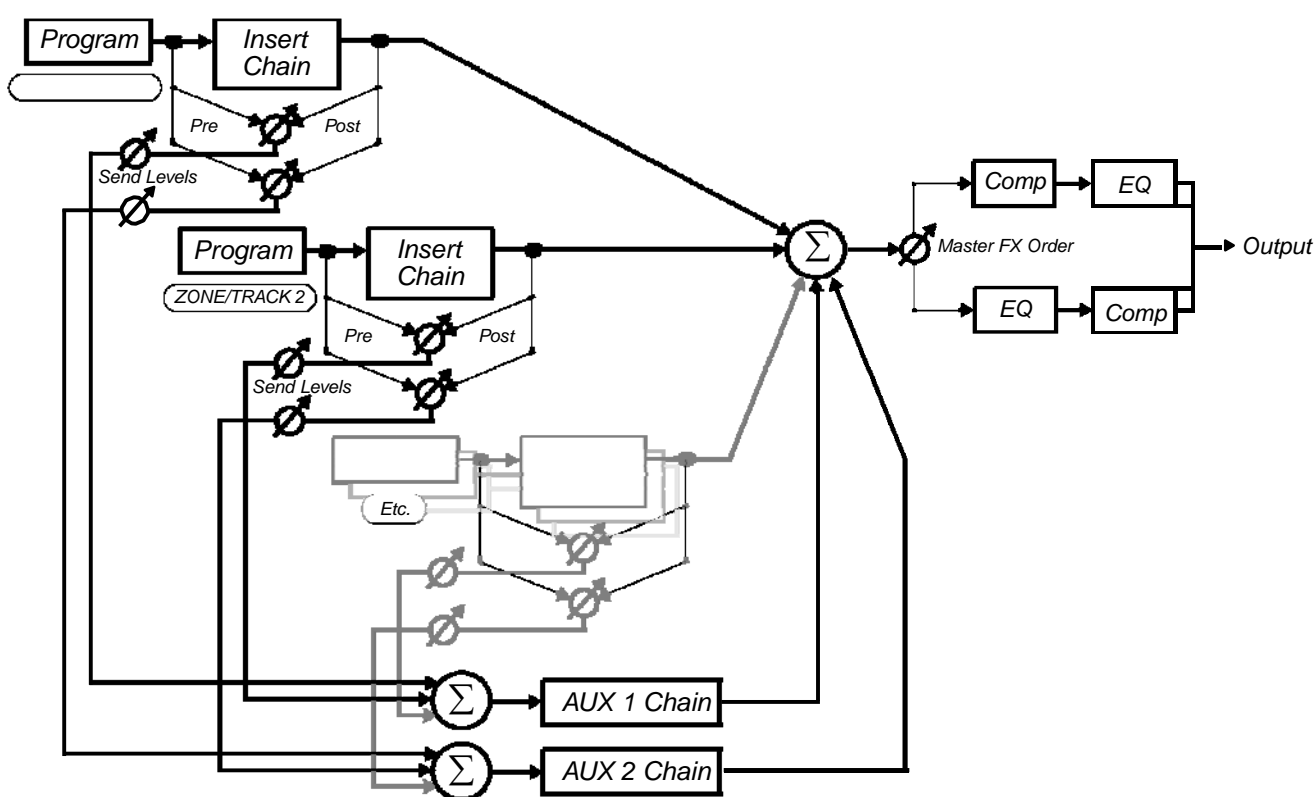 Program
Insert
Chain
Pre
Post
Send Levels
Program
Insert
Chain
ZONE/TRACK 2
Pre
Post
Send Levels
Etc.
Σ
Master FX Order
Comp
EQ
EQ
Comp
Output
Σ
AUX 1 Chain
Σ
AUX 2 Chain